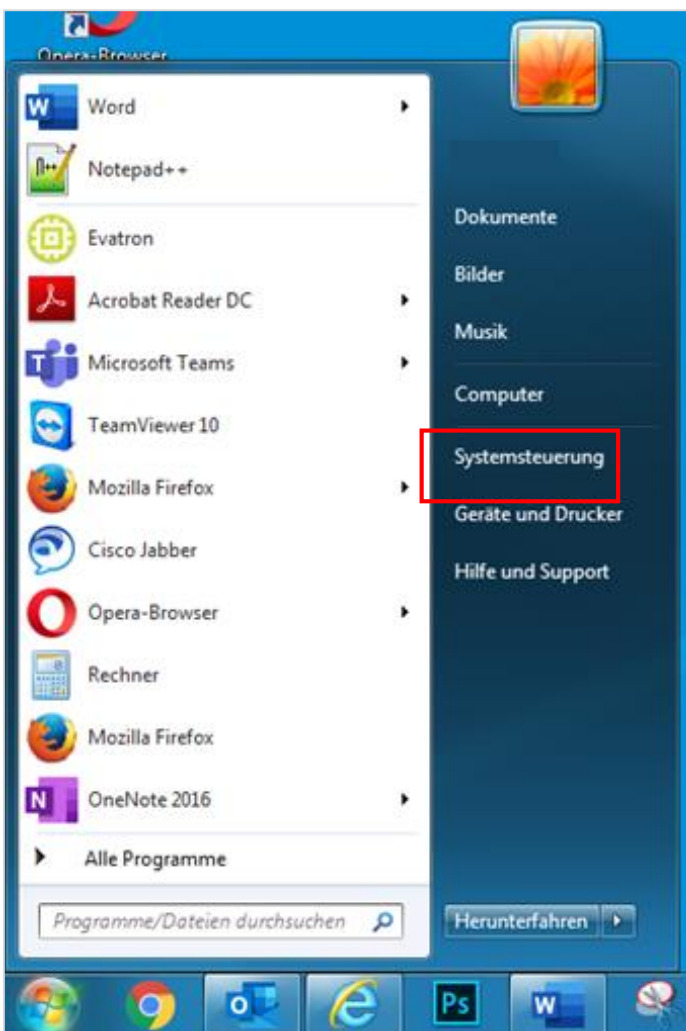 Opera-Browser
Word
Notepad++
Evatron
Acrobat Reader DC
Microsoft Teams
TeamViewer 10
Mozilla Firefox
Cisco Jabber
Opera-Browser
Rechner
Mozilla Firefox
OneNote 2016
Alle Programme
Programme/Dateien durchsuchen
Dokumente
Bilder
Musik
Computer
Systemsteuerung
Geräte und Drucker
Hilfe und Support
Herunterfahren
Ps